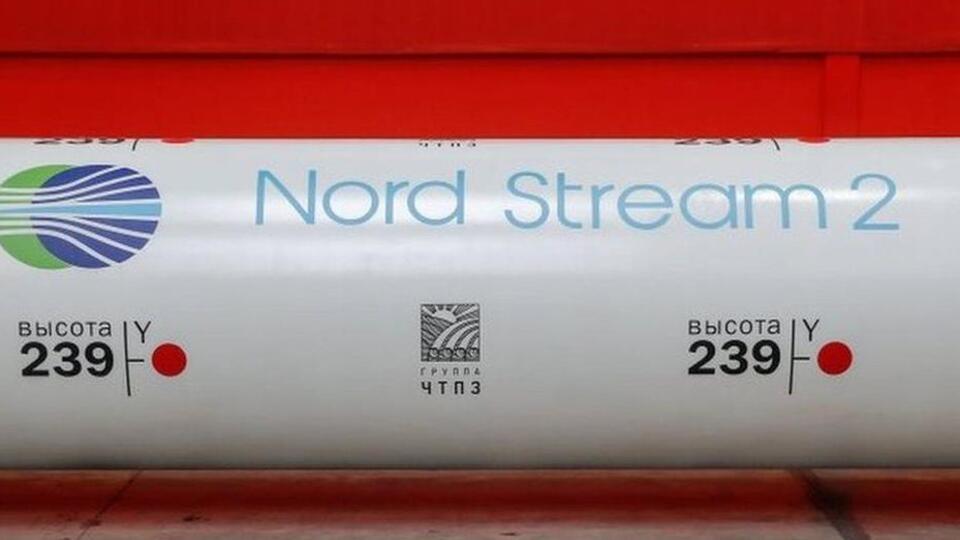 Nord Stream 2
ВЫСОТА
239
Y
ГРУППА
ЧТПЗ
ВЫСОТА
239
Y